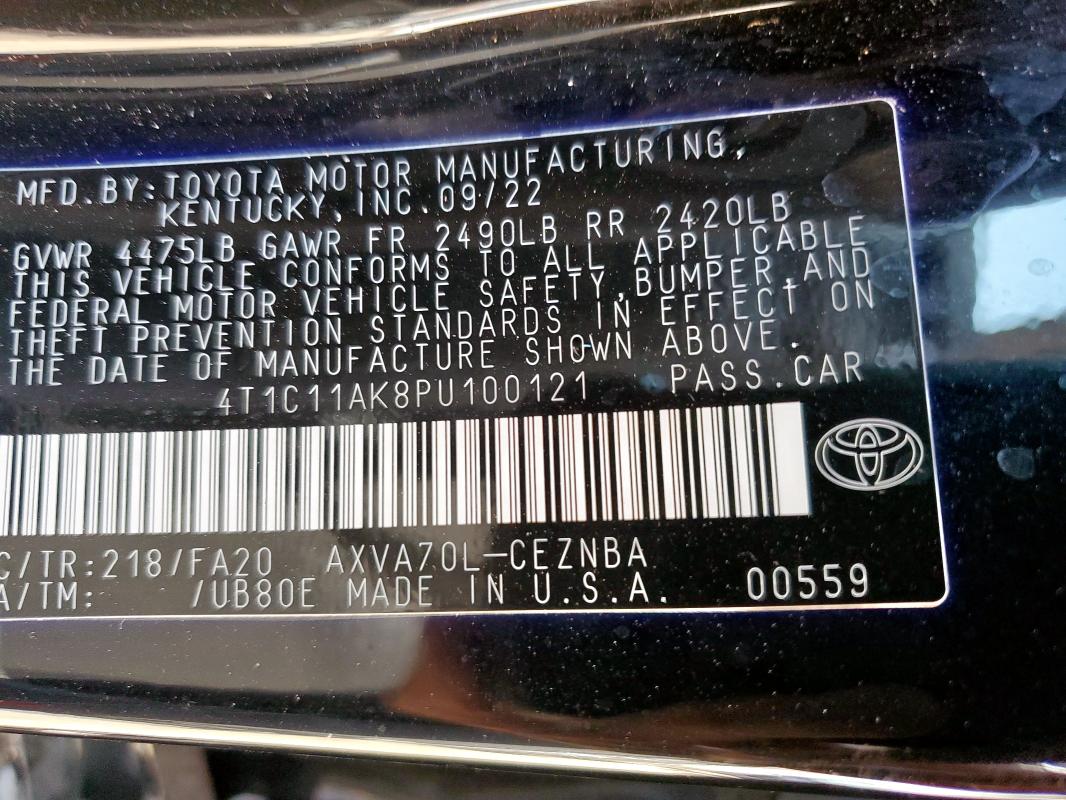 MFD.BY:TOYOTA MOTOR MANUFACTURING,
KENTUCKY,INC.09/22
GVWR 4475LB GAWR FR 2490LB RR 2420LB
THIS VEHICLE CONFORMS TO ALL APPLICABLE
FEDERAL MOTOR VEHICLE SAFETY,BUMPER,AND
THEFT PREVENTION STANDARDS IN EFFECT ON
THE DATE OF MANUFACTURE SHOWN ABOVE.
4T1C11AK8PU100121 PASS.CAR
C/TR:218/FA20 AXVA70L-CEZNBA
A/TM: /UB80E MADE IN U.S.A. 00559